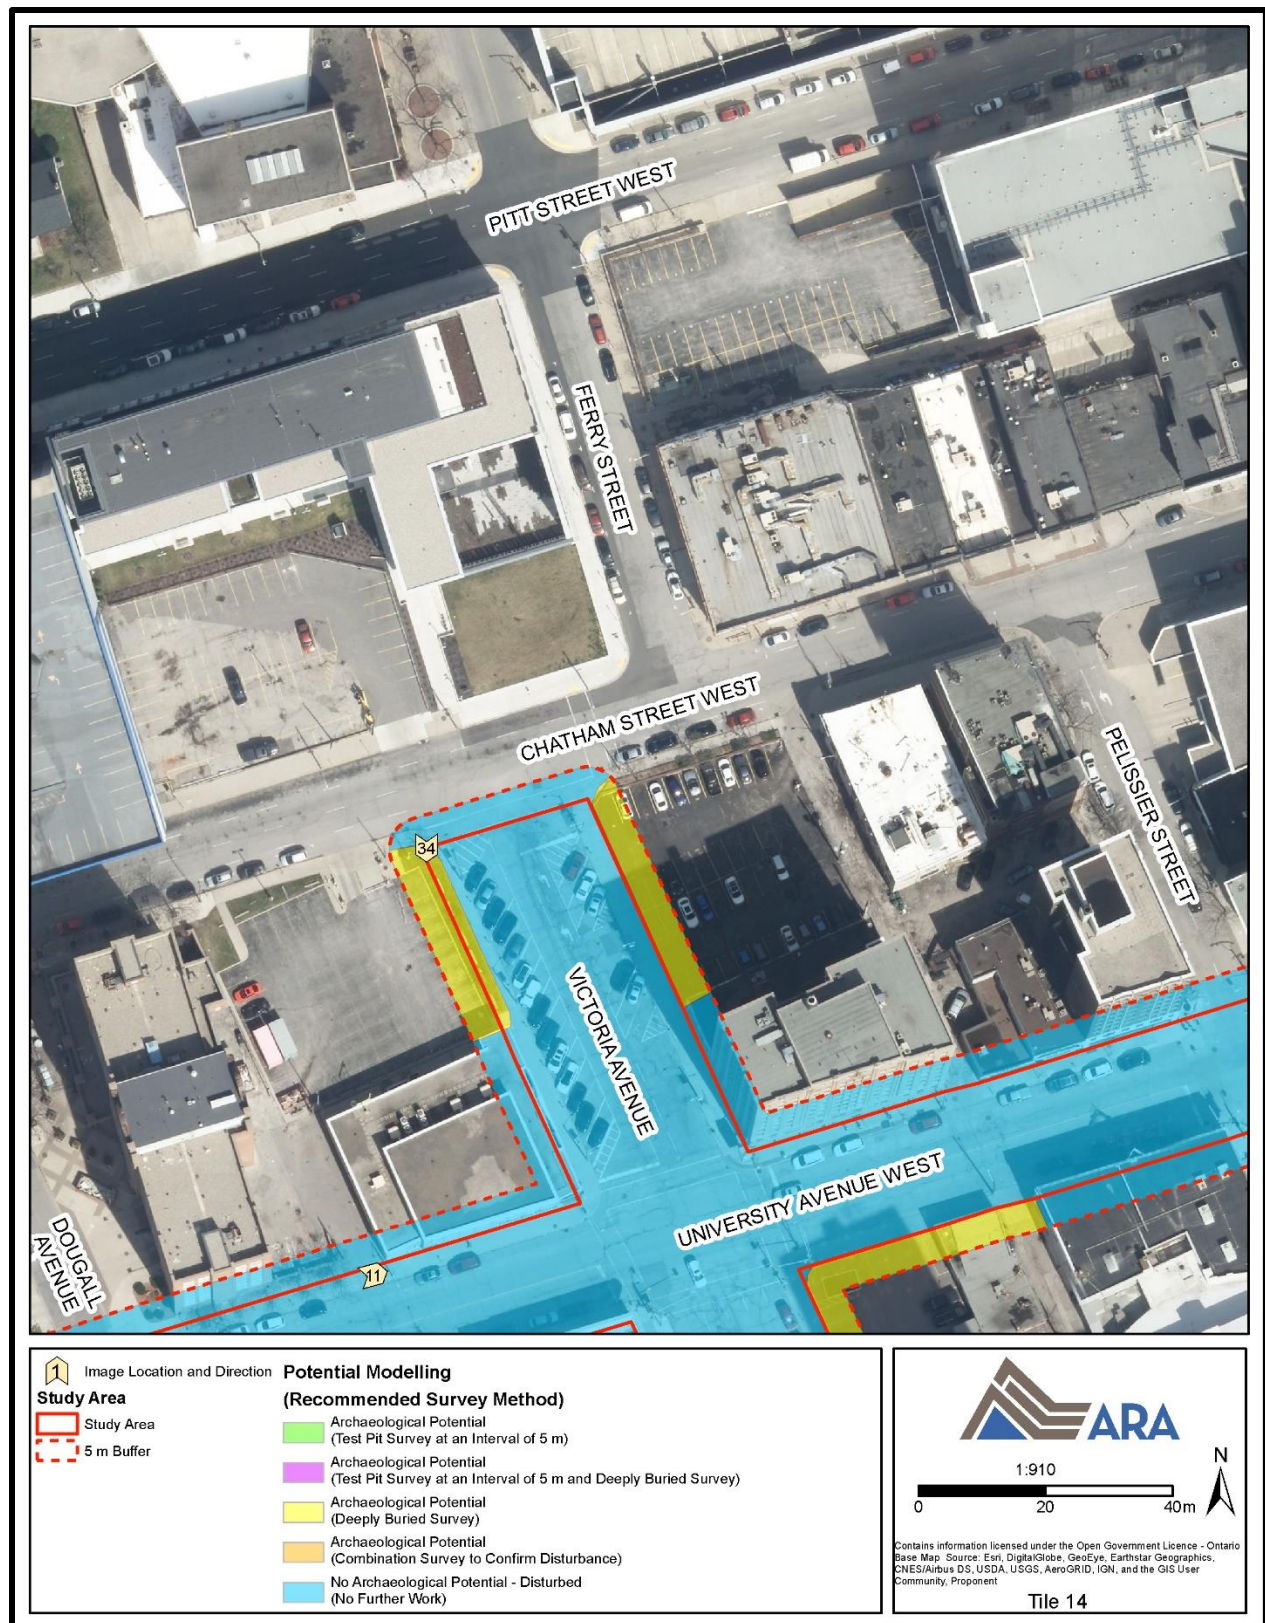 PITT STREET WEST
FERRY STREET
CHATHAM STREET WEST
PELISSIER STREET
34
VICTORIA AVENUE
UNIVERSITY AVENUE WEST
DOUGALL
AVENUE
11
1 Image Location and Direction
Study Area
Study Area
5 m Buffer
Potential Modelling
(Recommended Survey Method)
Archaeological Potential
(Test Pit Survey at an Interval of 5 m)
Archaeological Potential
(Test Pit Survey at an Interval of 5 m and Deeply Buried Survey)
Archaeological Potential
(Deeply Buried Survey)
Archaeological Potential
(Combination Survey to Confirm Disturbance)
No Archaeological Potential - Disturbed
(No Further Work)
ARA
N
1:910
0 20 40m
Contains information licensed under the Open Government Licence - Ontario
Base Map Source: Esri, DigitalGlobe, GeoEye, Earthstar Geographics,
CNES/Airbus DS, USDA, USGS, AeroGRID, IGN, and the GIS User
Community, Proponent
Tile 14